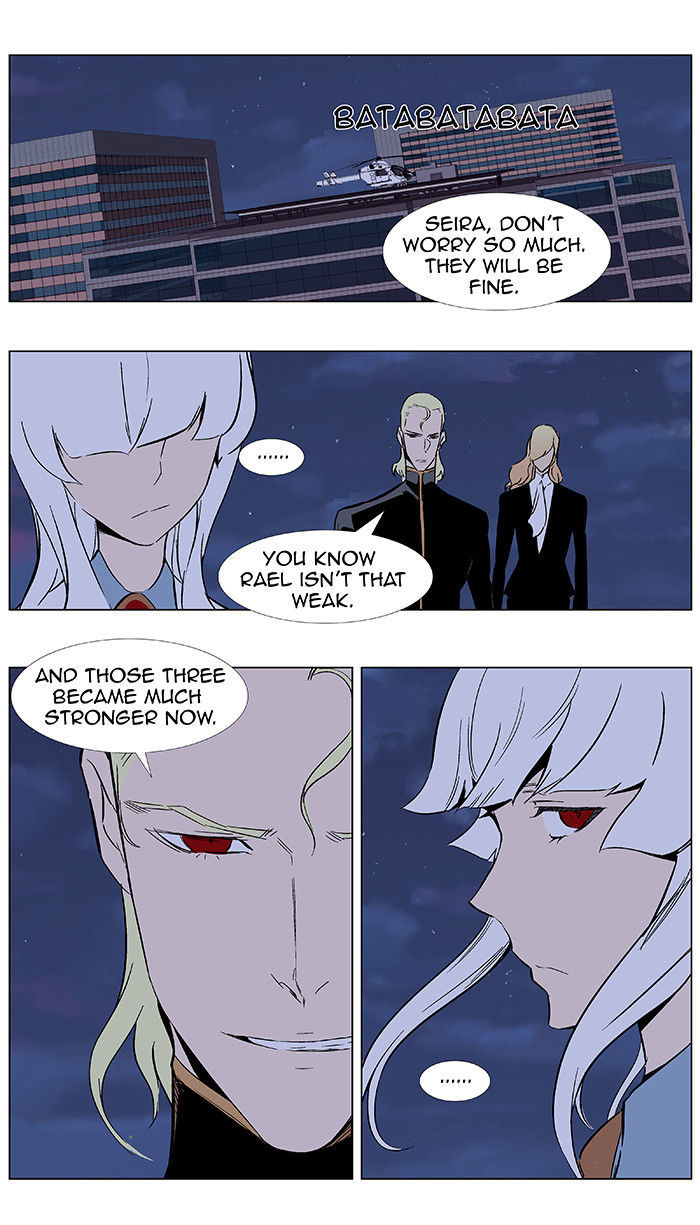 BATABATABATA
SEIRA, DON'T
WORRY SO MUCH.
THEY WILL BE
FINE.
......
YOU KNOW
RAEL ISN'T THAT
WEAK.
AND THOSE THREE
BECAME MUCH
STRONGER NOW.
......